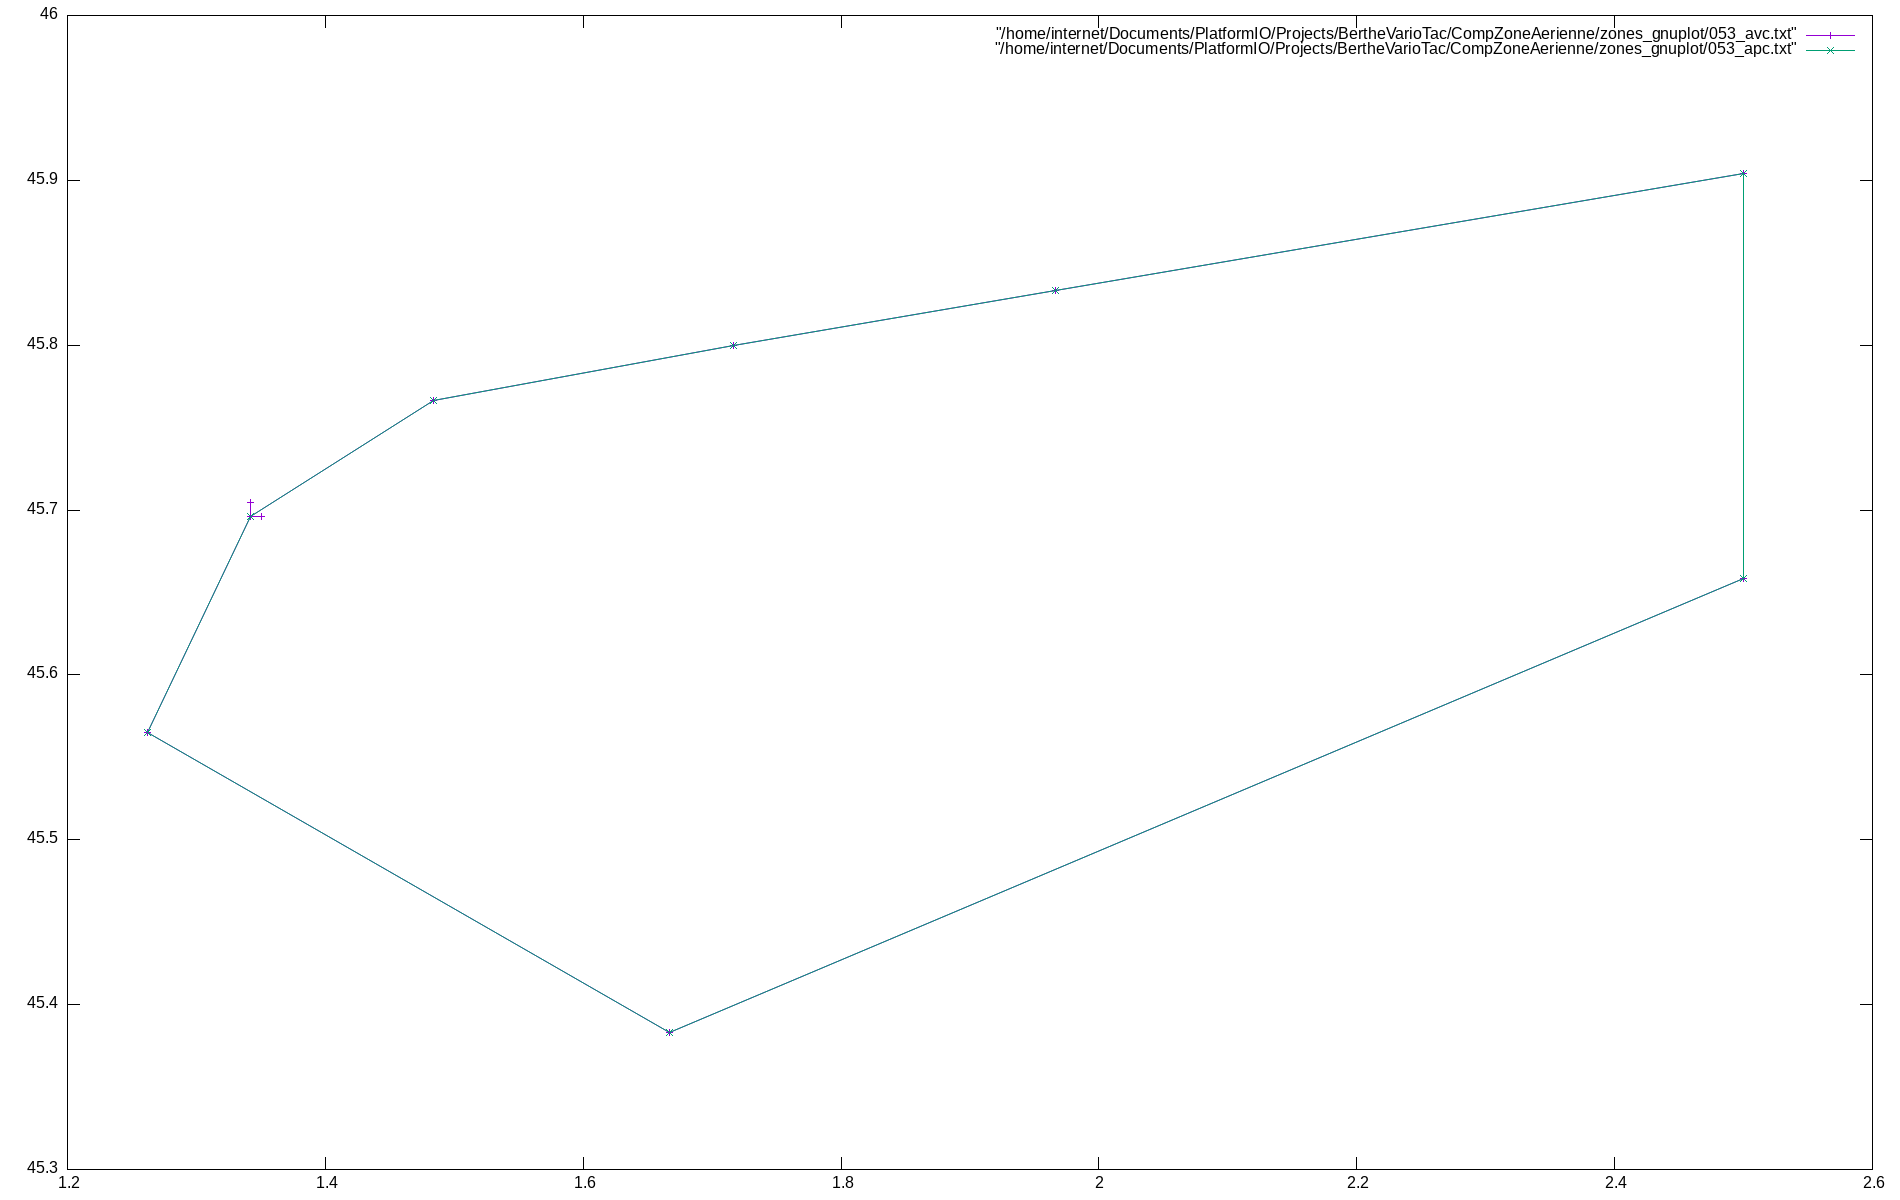 "/home/internet/Documents/PlatformIO/Projects/BertheVarioTac/CompZoneAerienne/zones_gnuplot/053_avc.txt"
"/home/internet/Documents/PlatformIO/Projects/BertheVarioTac/CompZoneAerienne/zones_gnuplot/053_apc.txt"
46
45.9
45.8
45.7
45.6
45.5
45.4
45.3
1.2 1.4 1.6 1.8 2 2.2 2.4 2.6